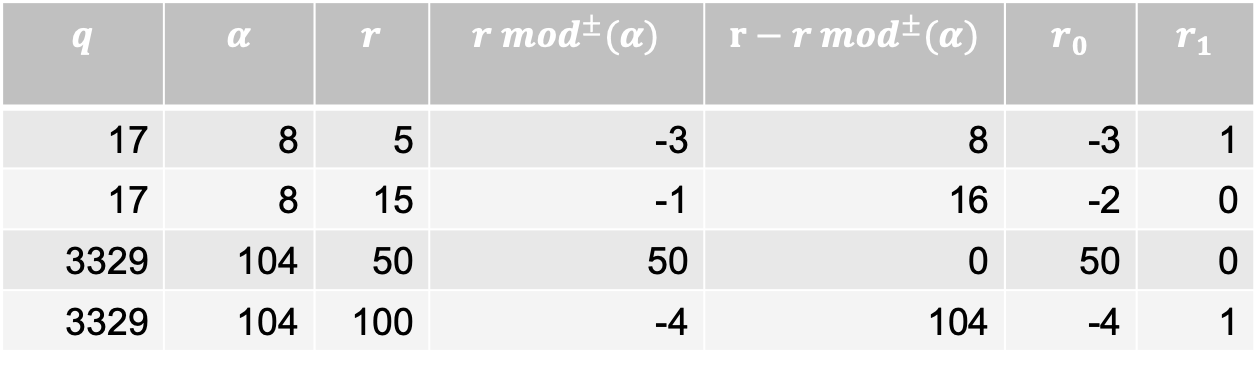 q α r r mod±(α) r − r mod±(α) r₀ r₁
17 8 5 -3 8 -3 1
17 8 15 -1 16 -2 0
3329 104 50 50 0 50 0
3329 104 100 -4 104 -4 1